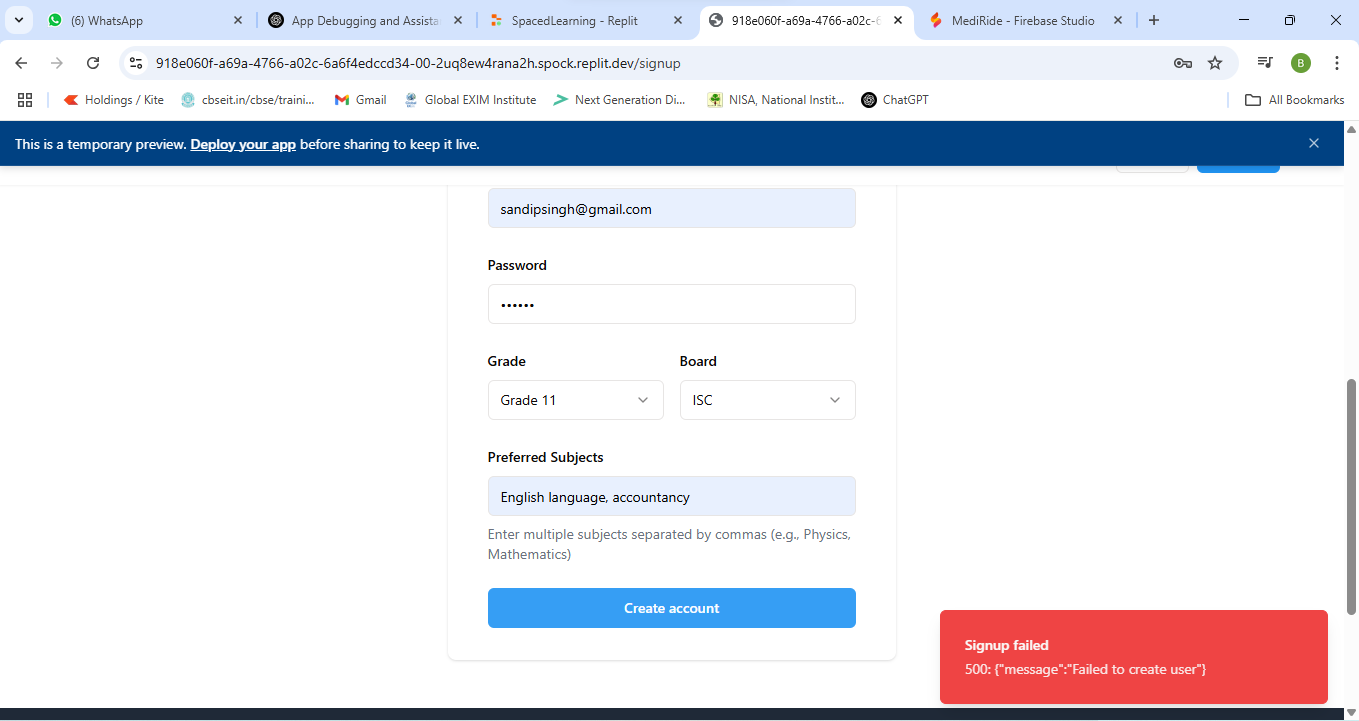 (6) WhatsApp
App Debugging and Assista
SpacedLearning - Replit
918e060f-a69a-4766-a02c-6
MediRide - Firebase Studio
918e060f-a69a-4766-a02c-6a6f4edccd34-00-2uq8ew4rana2h.spock.replit.dev/signup
B
Holdings / Kite
cbseit.in/cbse/traini...
Gmail
Global EXIM Institute
Next Generation Di...
NISA, National Instit...
ChatGPT
All Bookmarks
This is a temporary preview. Deploy your app before sharing to keep it live.
sandipsingh@gmail.com
Password
••••••
Grade
Board
Grade 11
ISC
Preferred Subjects
English language, accountancy
Enter multiple subjects separated by commas (e.g., Physics,
Mathematics)
Create account
Signup failed
500: {"message":"Failed to create user"}